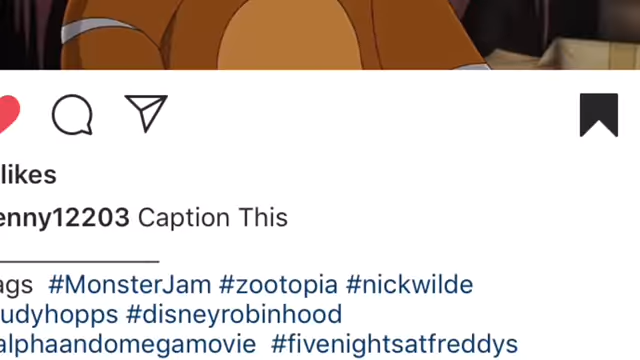 likes
enny12203 Caption This
ags #MonsterJam #zootopia #nickwilde
udyhopps #disneyrobinhood
alphaandomegamovie #fivenightsatfreddys